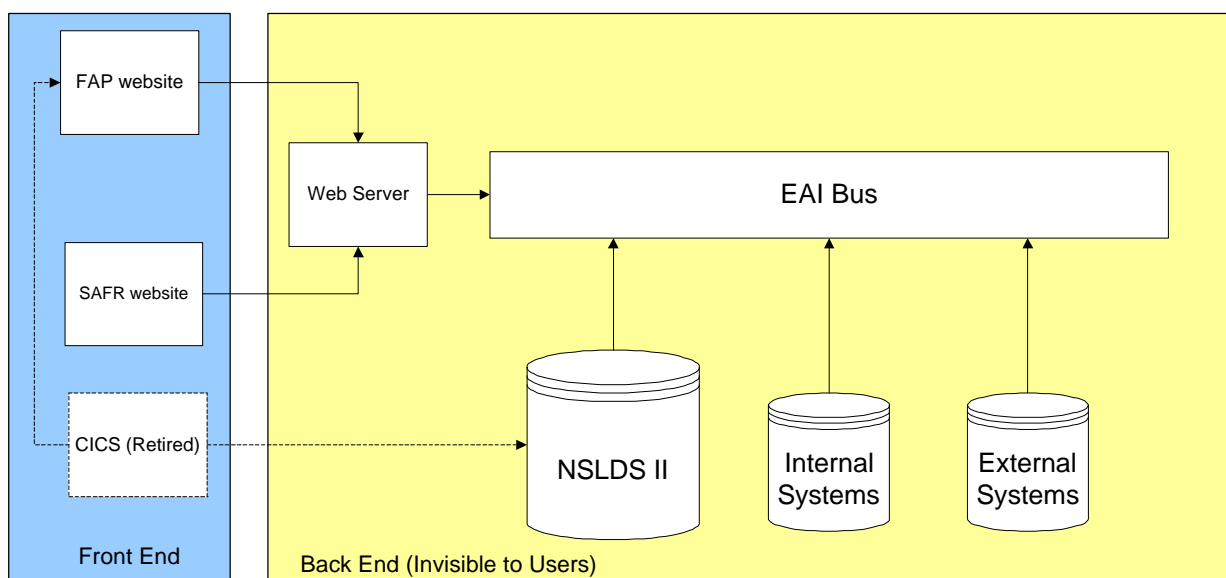 FAP website
Web Server
EAI Bus
SAFR website
CICS (Retired)
NSLDS II
Internal
Systems
External
Systems
Front End
Back End (Invisible to Users)